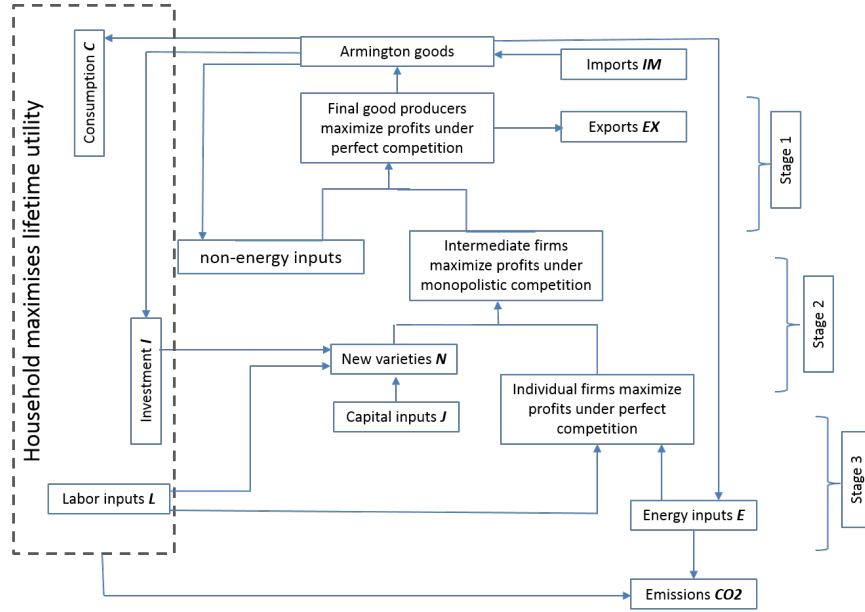 Household maximises lifetime utility
Consumption C
Armington goods
Imports IM
Final good producers
maximize profits under
perfect competition
Exports EX
Stage 1
non-energy inputs
Intermediate firms
maximize profits under
monopolistic competition
Stage 2
Investment I
New varieties N
Capital inputs J
Individual firms maximize
profits under perfect
competition
Stage 3
Labor inputs L
Energy inputs E
Emissions CO2